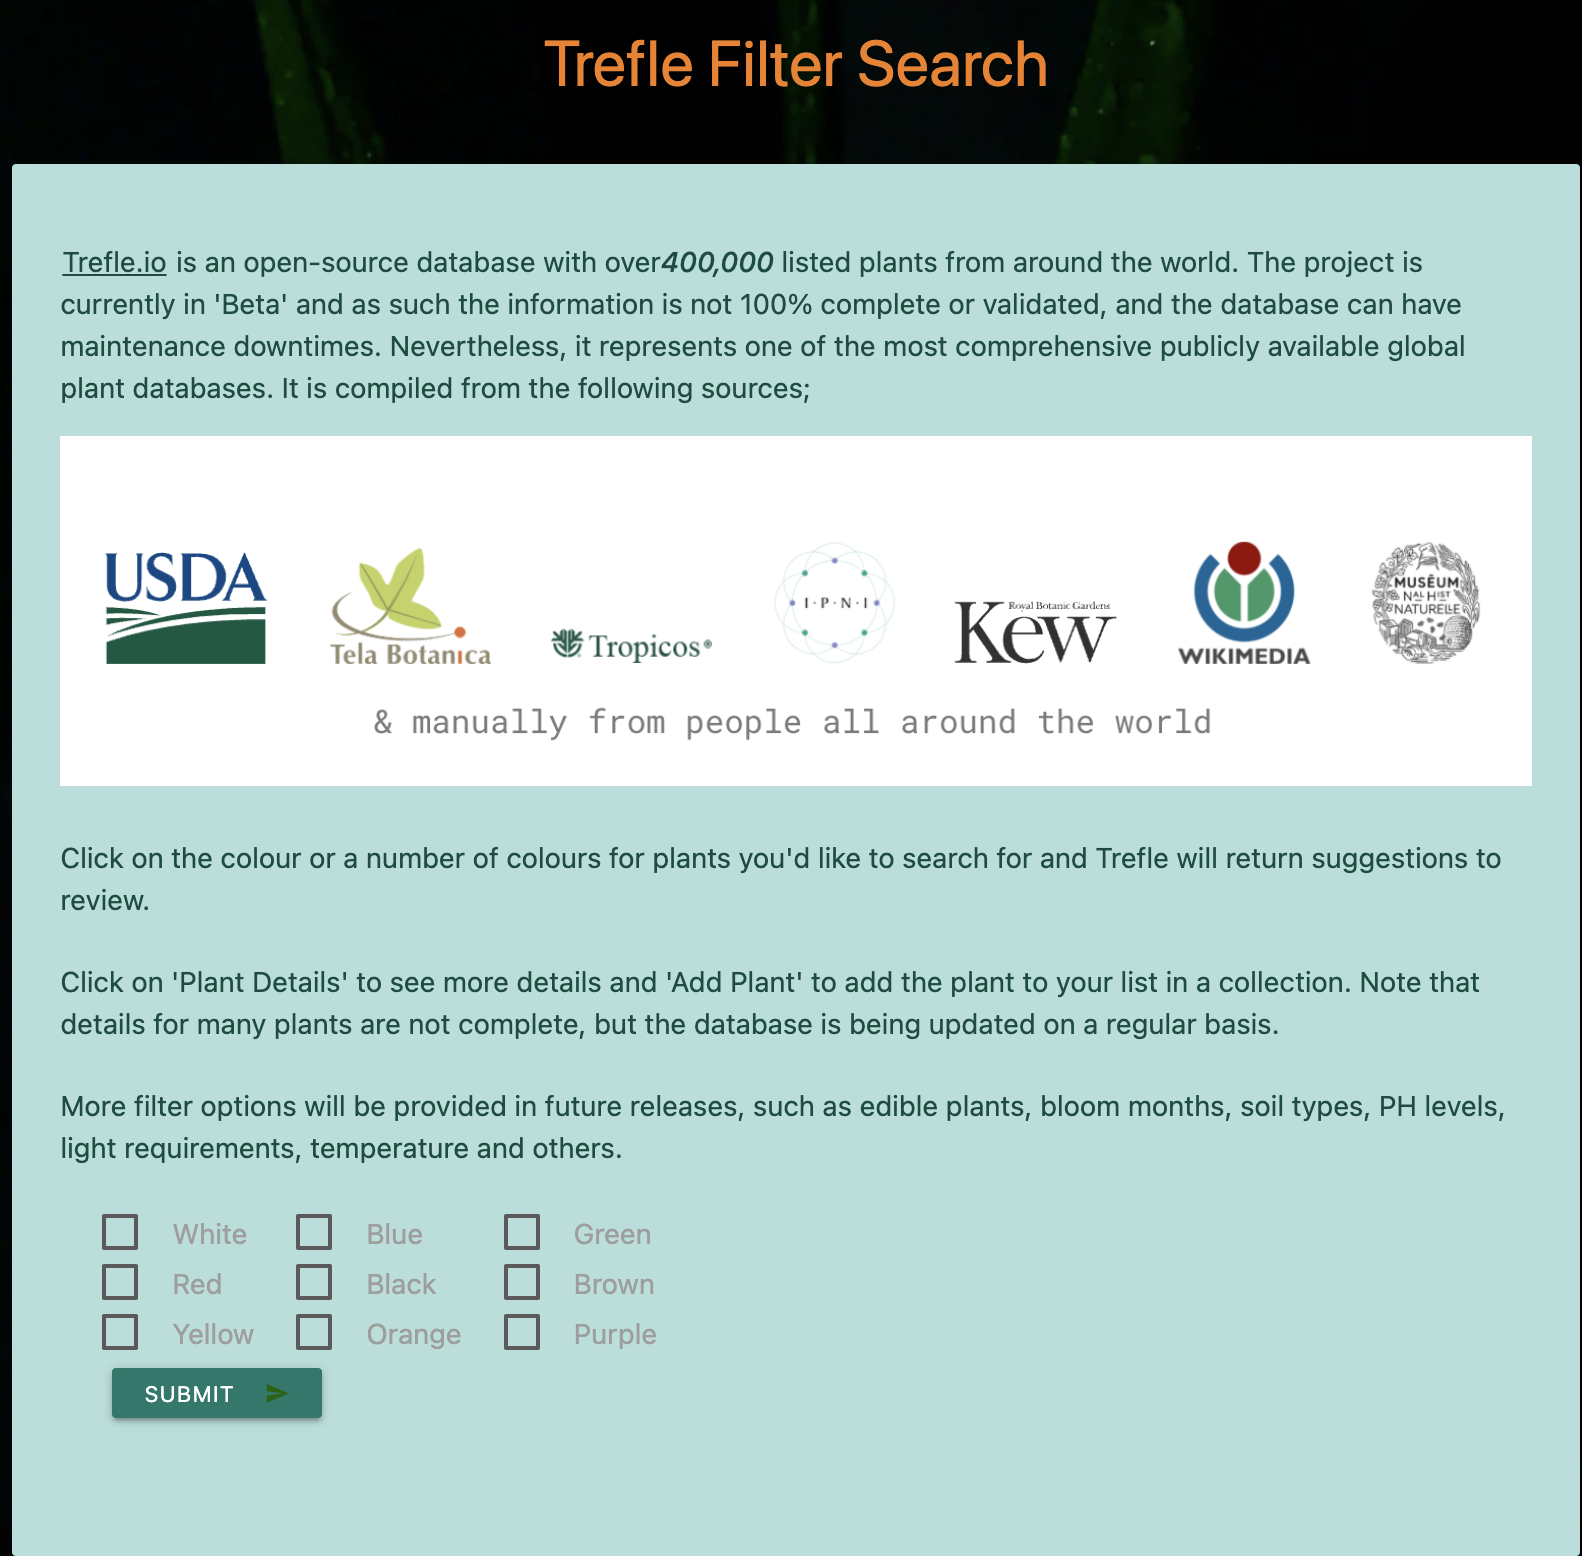 Trefle Filter Search
Trefle.io is an open-source database with over400,000 listed plants from around the world. The project is
currently in 'Beta' and as such the information is not 100% complete or validated, and the database can have
maintenance downtimes. Nevertheless, it represents one of the most comprehensive publicly available global
plant databases. It is compiled from the following sources;
USDA
Tela Botanica
Tropicos®
I·P·N·I
Royal Botanic Gardens
Kew
WIKIMEDIA
MUSĒUM
NAL HIST
NATURELLE
& manually from people all around the world
Click on the colour or a number of colours for plants you'd like to search for and Trefle will return suggestions to
review.
Click on 'Plant Details' to see more details and 'Add Plant' to add the plant to your list in a collection. Note that
details for many plants are not complete, but the database is being updated on a regular basis.
More filter options will be provided in future releases, such as edible plants, bloom months, soil types, PH levels,
light requirements, temperature and others.
White Blue Green
Red Black Brown
Yellow Orange Purple
SUBMIT